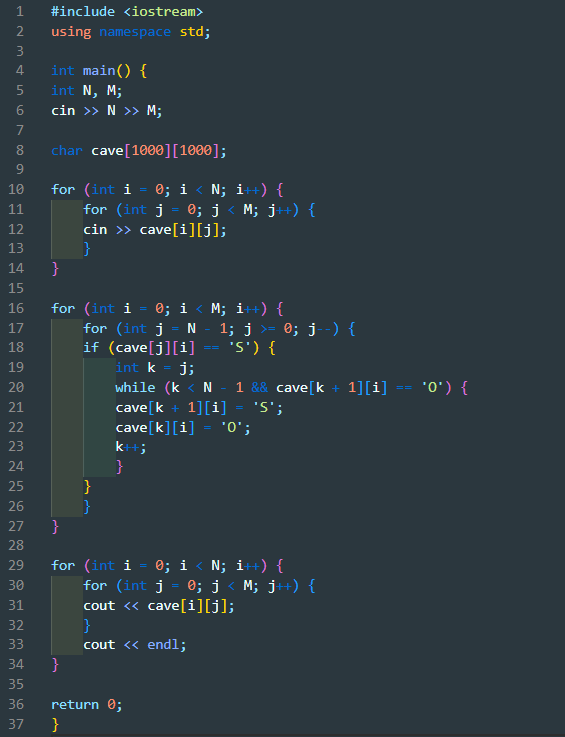 1 #include <iostream>
2 using namespace std;
3
4 int main() {
5 int N, M;
6 cin >> N >> M;
7
8 char cave[1000][1000];
9
10 for (int i = 0; i < N; i++) {
11 for (int j = 0; j < M; j++) {
12 cin >> cave[i][j];
13 }
14 }
15
16 for (int i = 0; i < M; i++) {
17 for (int j = N - 1; j >= 0; j--) {
18 if (cave[j][i] == 'S') {
19 int k = j;
20 while (k < N - 1 && cave[k + 1][i] == 'O') {
21 cave[k + 1][i] = 'S';
22 cave[k][i] = 'O';
23 k++;
24 }
25 }
26 }
27 }
28
29 for (int i = 0; i < N; i++) {
30 for (int j = 0; j < M; j++) {
31 cout << cave[i][j];
32 }
33 cout << endl;
34 }
35
36 return 0;
37 }